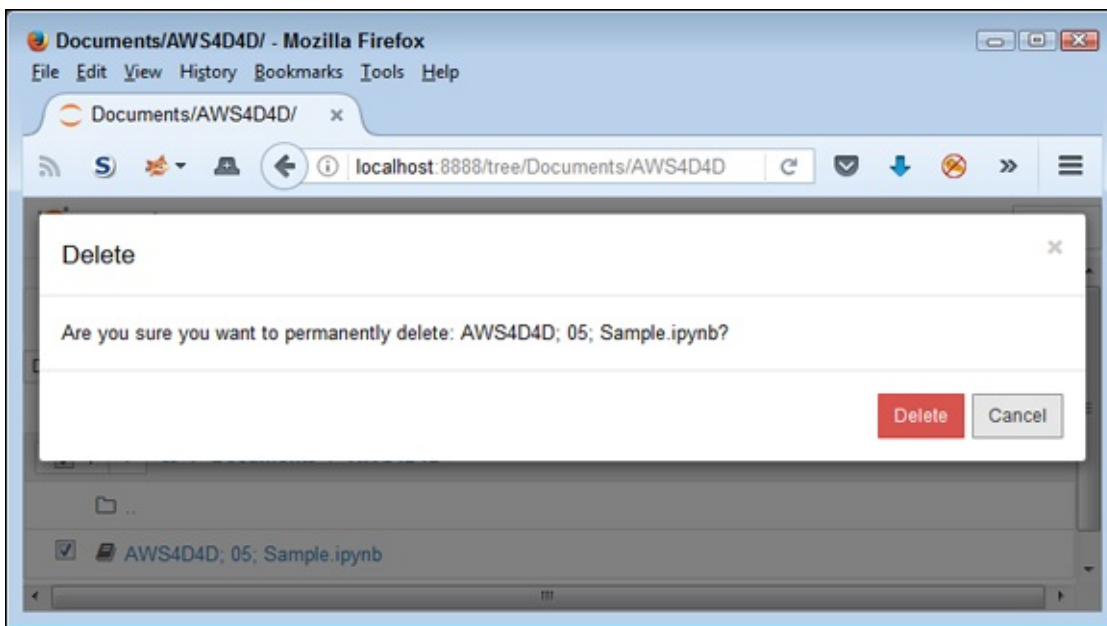 Documents/AWS4D4D/ - Mozilla Firefox
File Edit View History Bookmarks Tools Help
Documents/AWS4D4D/
localhost:8888/tree/Documents/AWS4D4D
Delete
Are you sure you want to permanently delete: AWS4D4D; 05; Sample.ipynb?
Delete Cancel
..
AWS4D4D; 05; Sample.ipynb